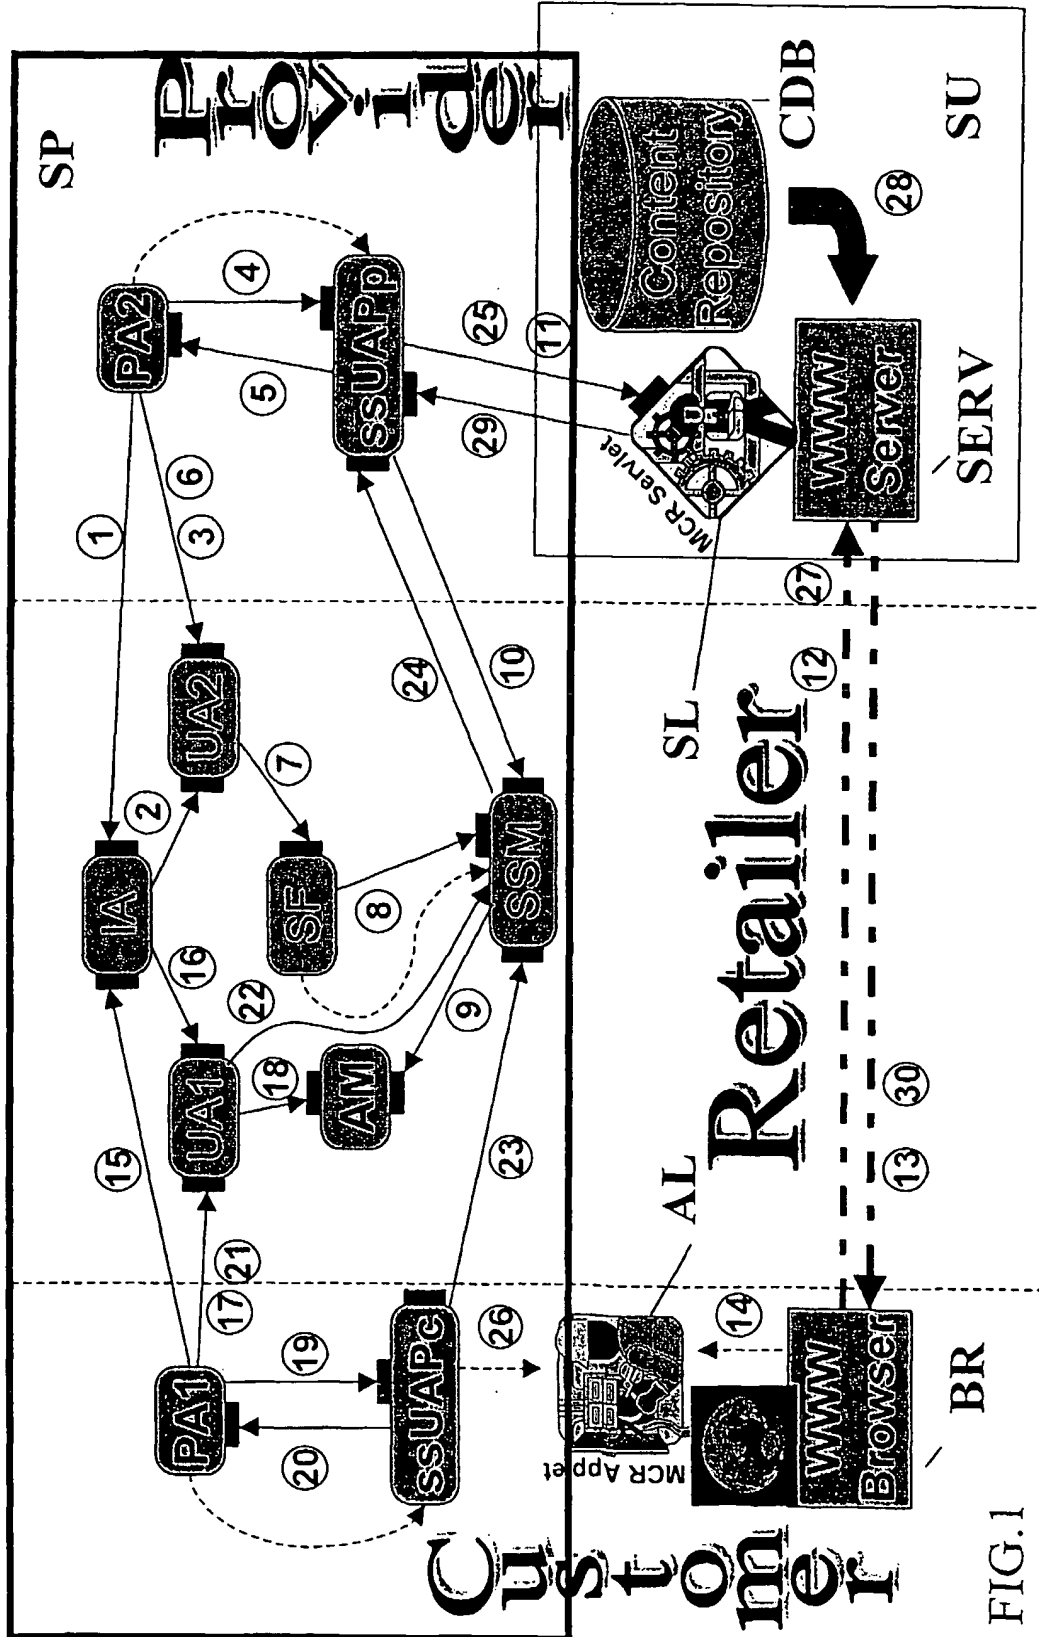 SP
Provider
PA1
15
IA
1
PA2
17
21
UA1
16
2
UA2
3
6
19
20
18
22
AM
SF
7
5
4
ssUAPc
23
9
8
SSM
24
10
ssUAPp
26
29
25
11
Customer
MCR Applet
AL
Retailer
SL
MCR Servlet
Content
Repository
CDB
14
WWW
Browser
BR
12
27
13
30
WWW
Server
SERV
28
SU
FIG.1